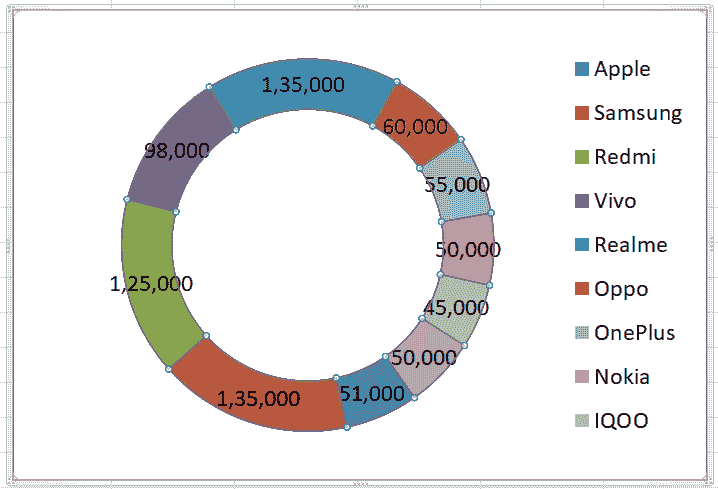 1,35,000
60,000
55,000
50,000
45,000
50,000
51,000
1,35,000
1,25,000
98,000
Apple
Samsung
Redmi
Vivo
Realme
Oppo
OnePlus
Nokia
IQOO